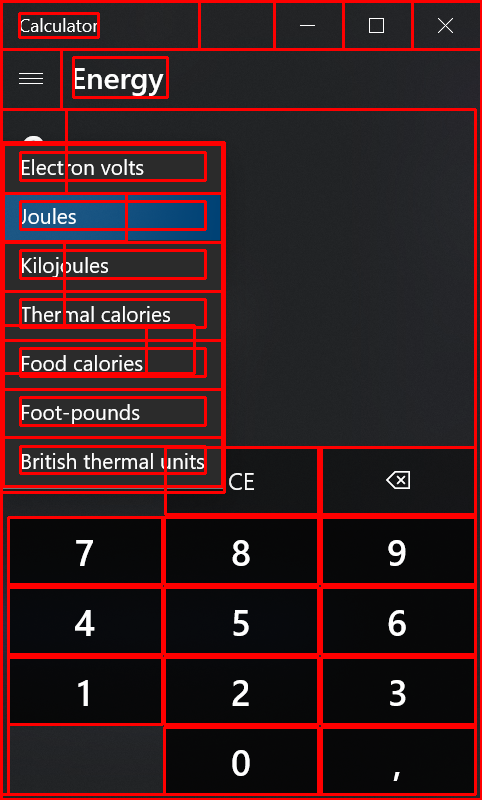 Calculator
Energy
Electron volts
Joules
Kilojoules
Thermal calories
Food calories
Foot-pounds
British thermal units
CE
7 8 9
4 5 6
1 2 3
0 ,